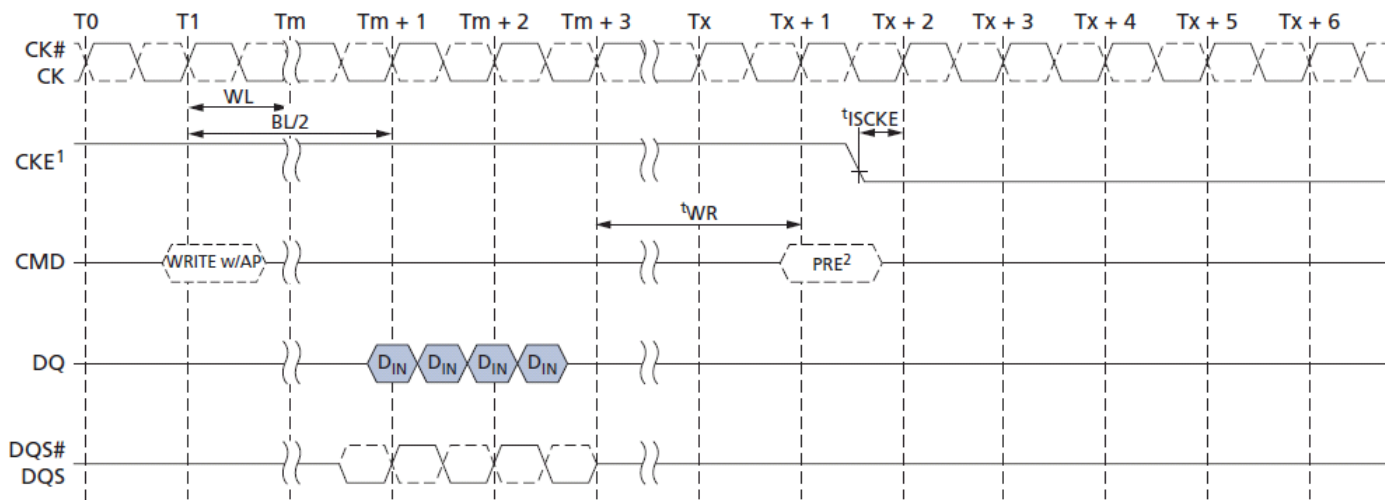 T0 T1 Tm Tm + 1 Tm + 2 Tm + 3 Tx Tx + 1 Tx + 2 Tx + 3 Tx + 4 Tx + 5 Tx + 6
CK#
CK
WL
BL/2
tISCKE
CKE1
tWR
CMD WRITE w/AP PRE2
DQ DIN DIN DIN DIN
DQS#
DQS